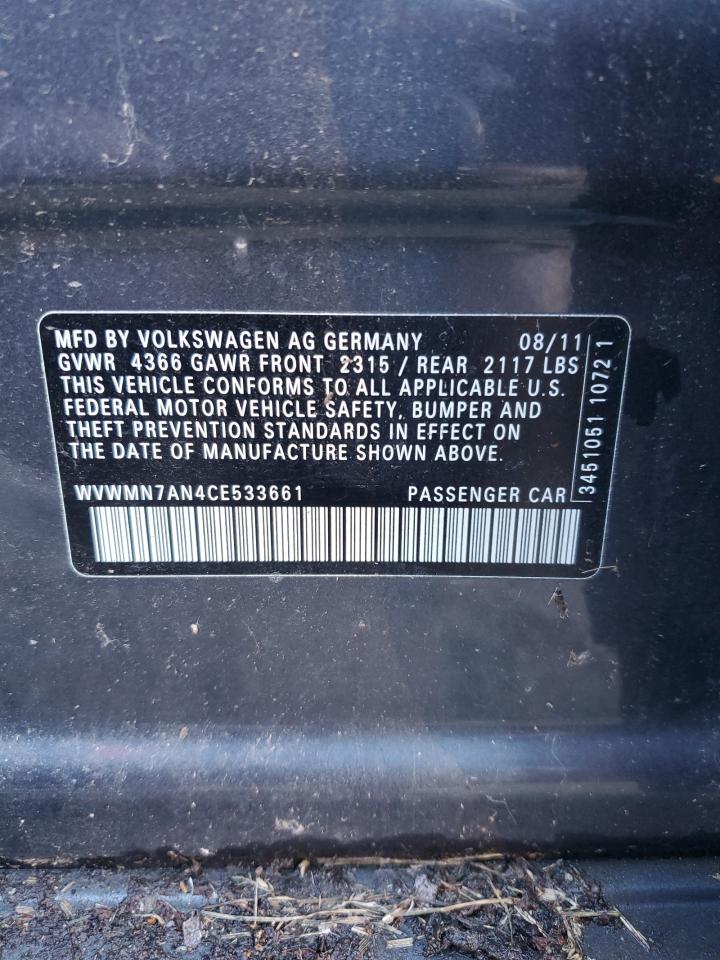 MFD BY VOLKSWAGEN AG GERMANY 08/11
GVWR 4366 GAWR FRONT 2315 / REAR 2117 LBS
THIS VEHICLE CONFORMS TO ALL APPLICABLE U.S.
FEDERAL MOTOR VEHICLE SAFETY, BUMPER AND
THEFT PREVENTION STANDARDS IN EFFECT ON
THE DATE OF MANUFACTURE SHOWN ABOVE.
WVWMN7AN4CE533661 PASSENGER CAR
3451051 1072 1